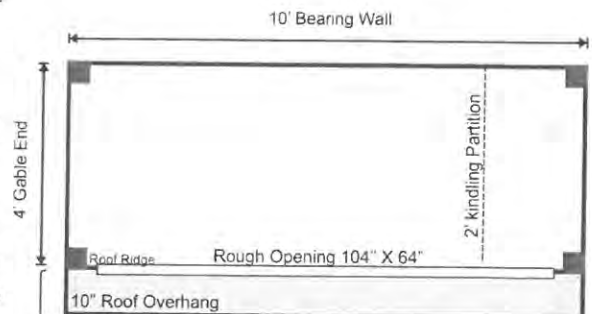 10' Bearing Wall
4' Gable End
2' kindling Partition
Roof Ridge
Rough Opening 104" X 64"
10" Roof Overhang